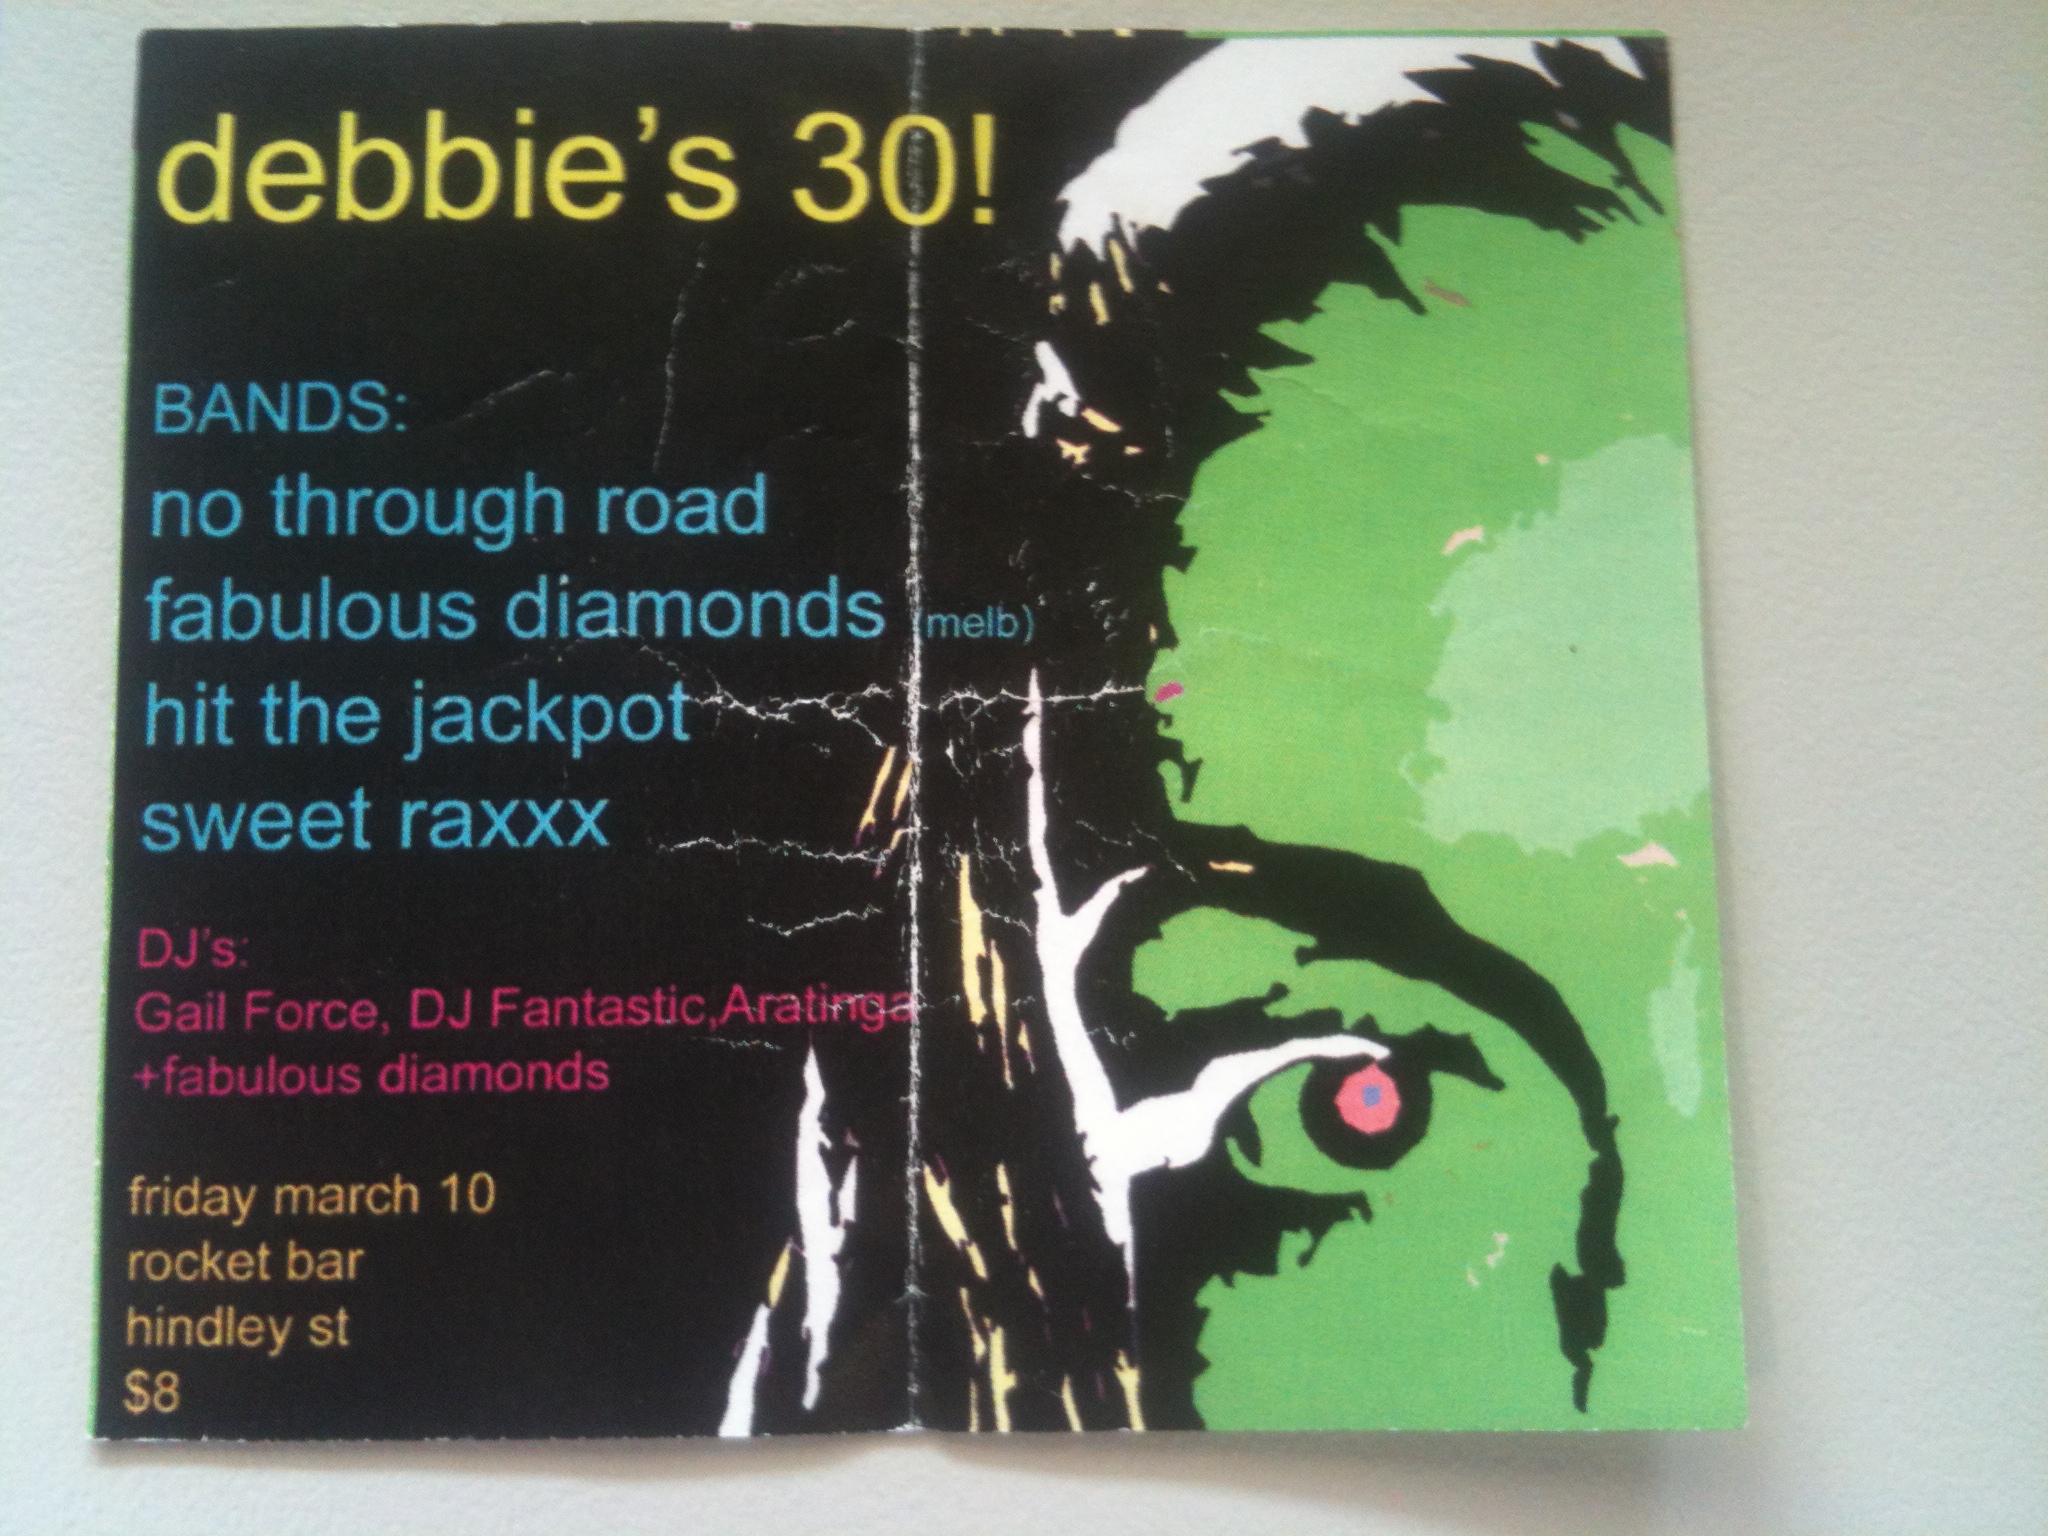 debbie's 30!
BANDS:
no through road
fabulous diamonds (melb)
hit the jackpot
sweet raxxx
DJ's:
Gail Force, DJ Fantastic,Aratinga
+fabulous diamonds
friday march 10
rocket bar
hindley st
$8